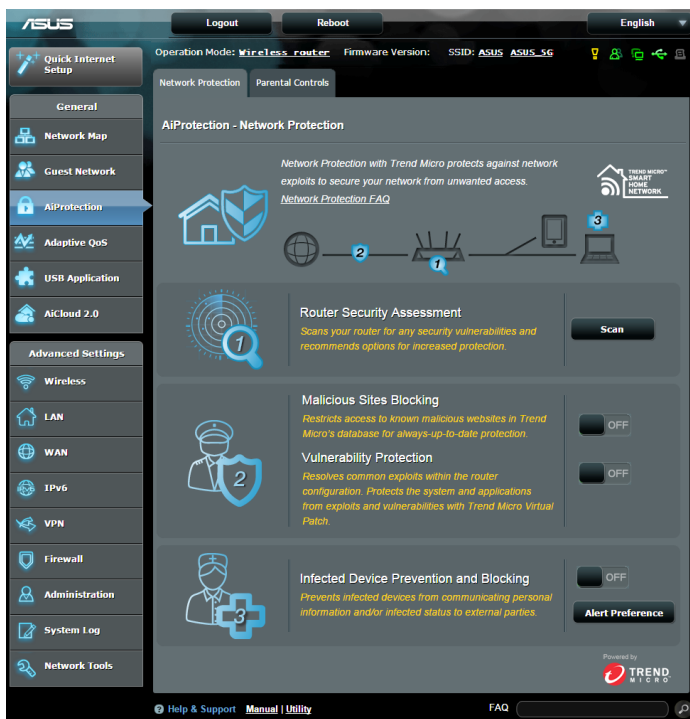 ASUS
Logout
Reboot
English
Quick Internet
Setup
Operation Mode: Wireless router Firmware Version: SSID: ASUS ASUS_5G
Network Protection
Parental Controls
General
Network Map
Guest Network
AiProtection
Adaptive QoS
USB Application
AiCloud 2.0
Advanced Settings
Wireless
LAN
WAN
IPv6
VPN
Firewall
Administration
System Log
Network Tools
AiProtection - Network Protection
Network Protection with Trend Micro protects against network
exploits to secure your network from unwanted access.
Network Protection FAQ
TREND MICRO™
SMART
HOME
NETWORK
1
2
3
1
Router Security Assessment
Scans your router for any security vulnerabilities and
recommends options for increased protection.
Scan
2
Malicious Sites Blocking
Restricts access to known malicious websites in Trend
Micro's database for always-up-to-date protection.
OFF
Vulnerability Protection
Resolves common exploits within the router
configuration. Protects the system and applications
from exploits and vulnerabilities with Trend Micro Virtual
Patch.
OFF
3
Infected Device Prevention and Blocking
Prevents infected devices from communicating personal
information and/or infected status to external parties.
OFF
Alert Preference
Powered by
TREND
MICRO
Help & Support Manual | Utility
FAQ